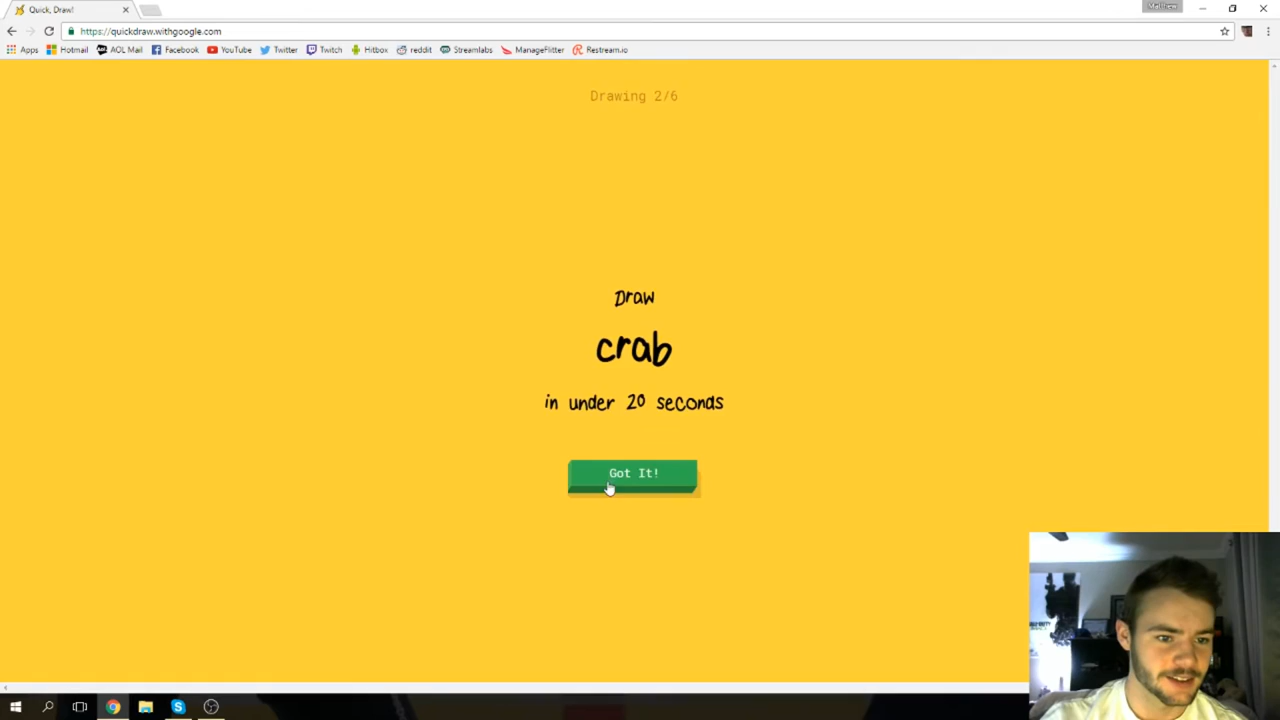 Quick, Draw!
Matthew
https://quickdraw.withgoogle.com
Apps Hotmail AOL Mail Facebook YouTube Twitter Twitch Hitbox reddit Streamlabs ManageFlitter Restream.io
Drawing 2/6
Draw
crab
in under 20 seconds
Got It!